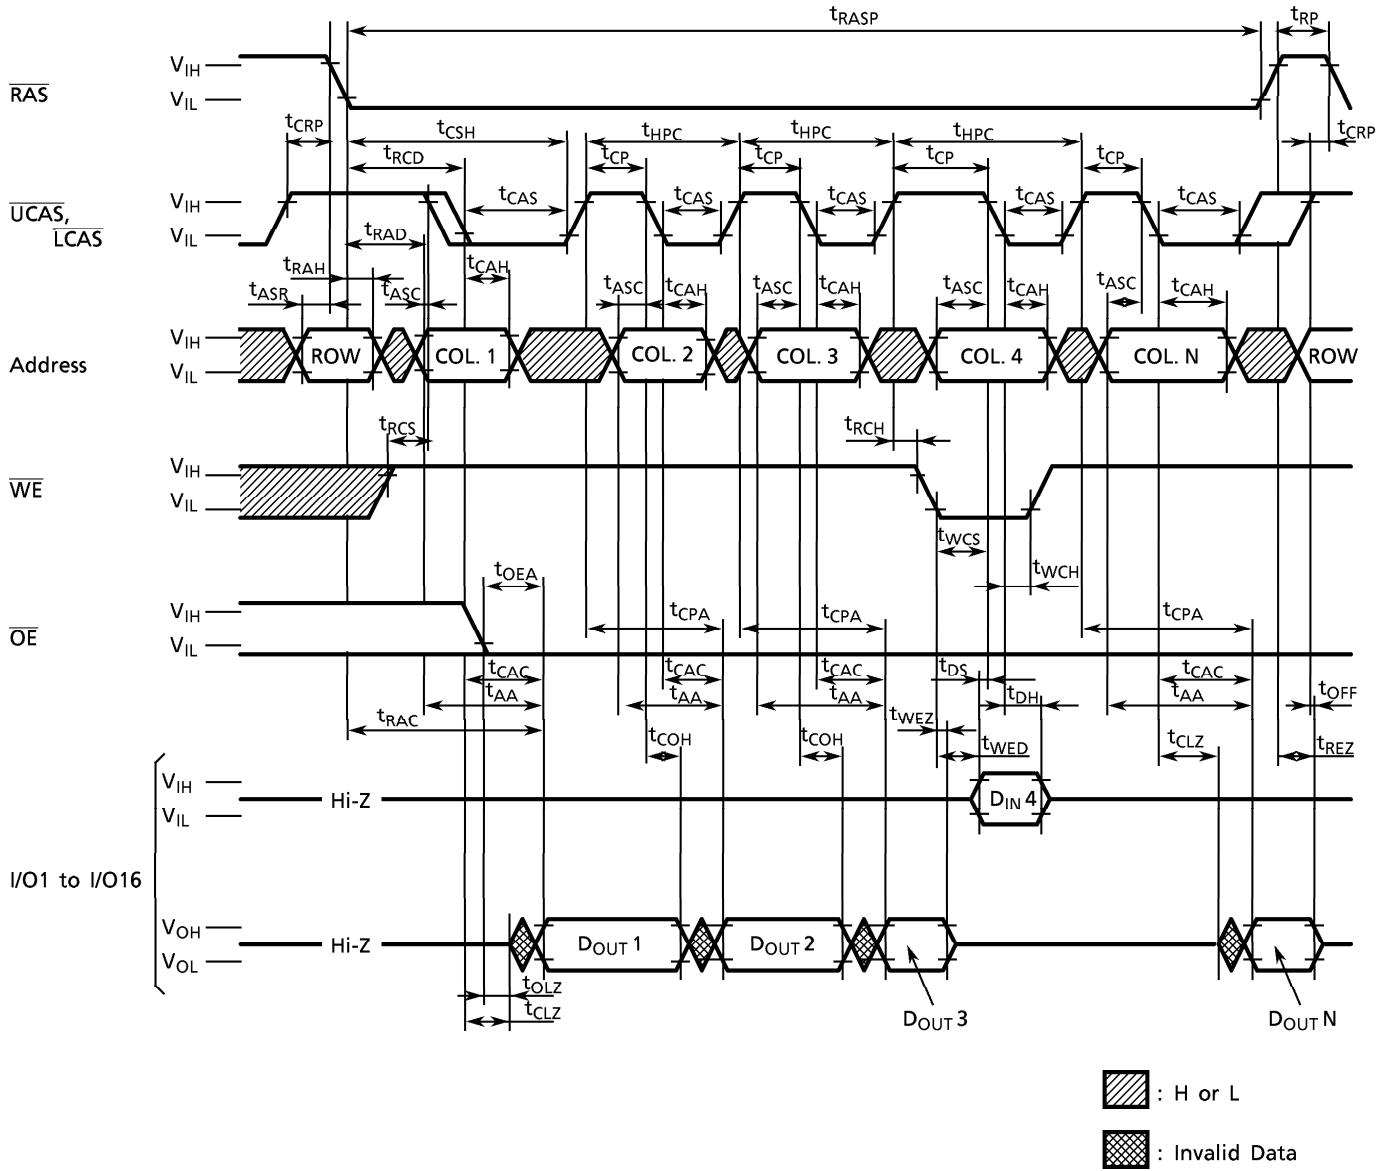 tRASP tRP
VIH
RAS
VIL
tCRP tCSH tHPC tHPC tHPC tCRP
tRCD tCP tCP tCP tCP
VIH
UCAS,
LCAS
VIL
tCAS tCAS tCAS tCAS tCAS
tRAD
tRAH tCAH
tASR tASC tASC tCAH tASC tCAH tASC tCAH tASC tCAH
VIH
Address
VIL
ROW COL. 1 COL. 2 COL. 3 COL. 4 COL. N ROW
tRCS tRCH
VIH
WE
VIL
tWCS
tOEA tWCH
VIH
OE
VIL
tCPA tCPA tCPA
tCAC tCAC tCAC tDS tCAC
tAA tAA tAA tDH tAA tOFF
tRAC tWEZ
tCOH tCOH tWED tCLZ tREZ
VIH
Hi-Z DIN 4
VIL
I/O1 to I/O16
VOH
Hi-Z DOUT 1 DOUT 2
VOL
tOLZ
tCLZ DOUT 3 DOUT N
: H or L
: Invalid Data